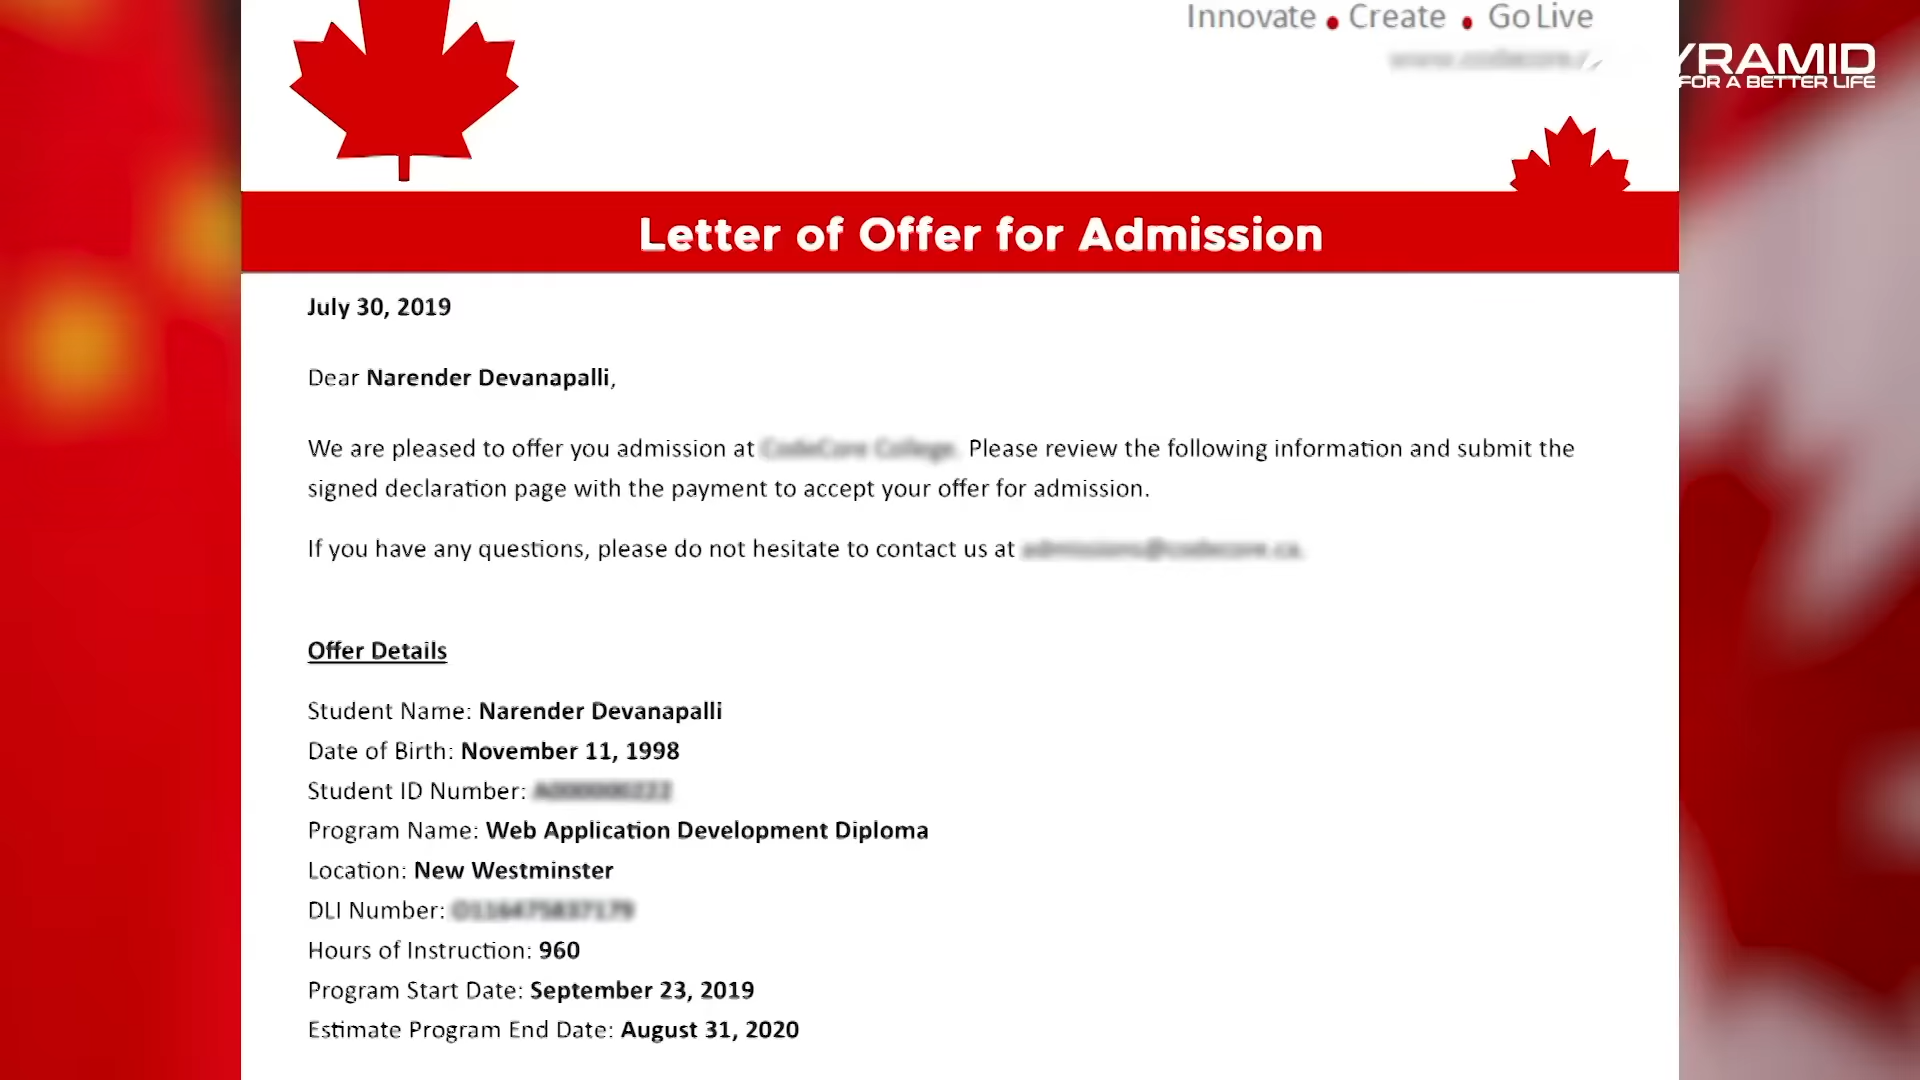 Innovate • Create • Go Live
YRAMID
FOR A BETTER LIFE
Letter of Offer for Admission
July 30, 2019
Dear Narender Devanapalli,
We are pleased to offer you admission at Please review the following information and submit the
signed declaration page with the payment to accept your offer for admission.
If you have any questions, please do not hesitate to contact us at
Offer Details
Student Name: Narender Devanapalli
Date of Birth: November 11, 1998
Student ID Number:
Program Name: Web Application Development Diploma
Location: New Westminster
DLI Number:
Hours of Instruction: 960
Program Start Date: September 23, 2019
Estimate Program End Date: August 31, 2020